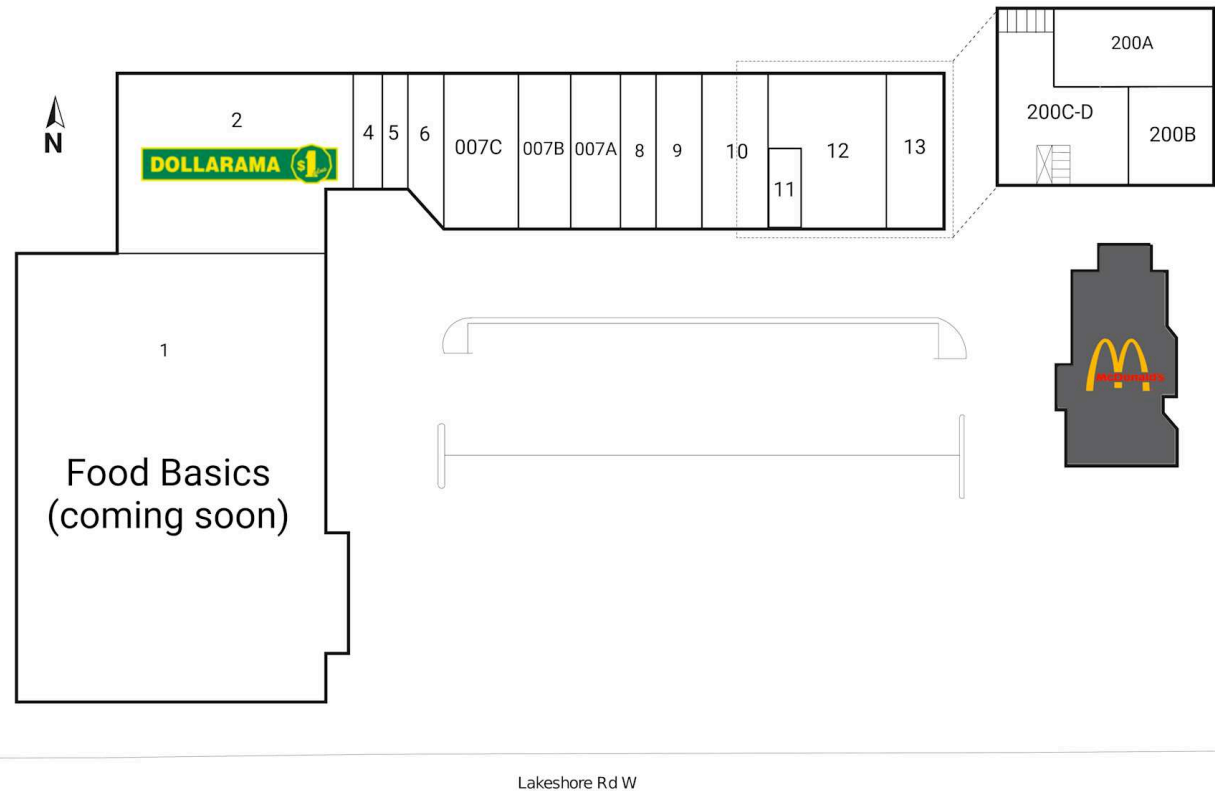 200A
200C-D
200B
N
2
DOLLARAMA $1
4
5
6
007C
007B
007A
8
9
10
11
12
13
1
McDonald's
Food Basics
(coming soon)
Lakeshore Rd W